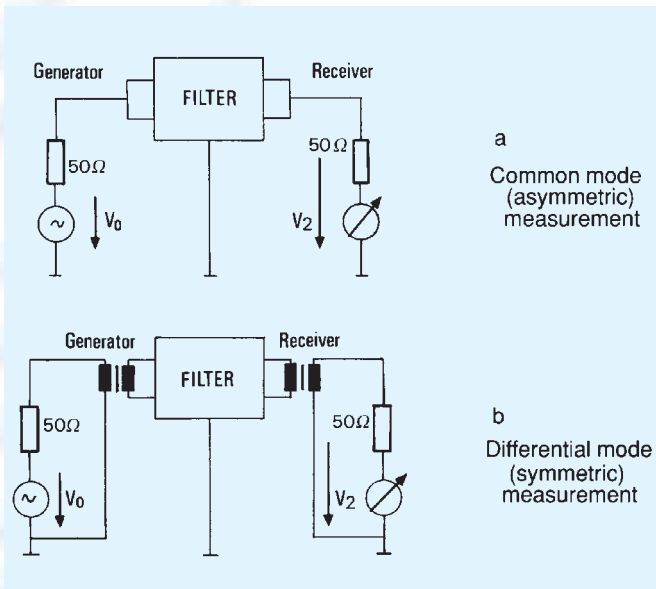 Generator
Receiver
FILTER
50Ω
50Ω
~
V₀
V₂
a
Common mode
(asymmetric)
measurement
Generator
Receiver
FILTER
50Ω
50Ω
~
V₀
V₂
b
Differential mode
(symmetric)
measurement